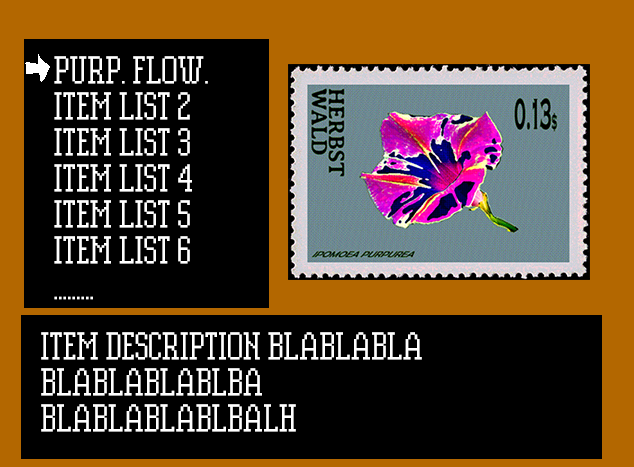 PURP. FLOW.
ITEM LIST 2
ITEM LIST 3
ITEM LIST 4
ITEM LIST 5
ITEM LIST 6
.........
HERBST
WALD
0.13$
IPOMOEA PURPUREA
ITEM DESCRIPTION BLABLABLA
BLABLABLABLBA
BLABLABLABLBALH